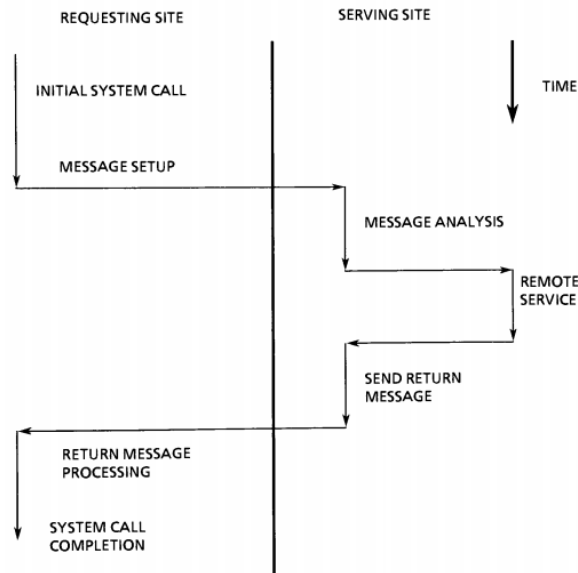 REQUESTING SITE
SERVING SITE
INITIAL SYSTEM CALL
TIME
MESSAGE SETUP
MESSAGE ANALYSIS
REMOTE
SERVICE
SEND RETURN
MESSAGE
RETURN MESSAGE
PROCESSING
SYSTEM CALL
COMPLETION